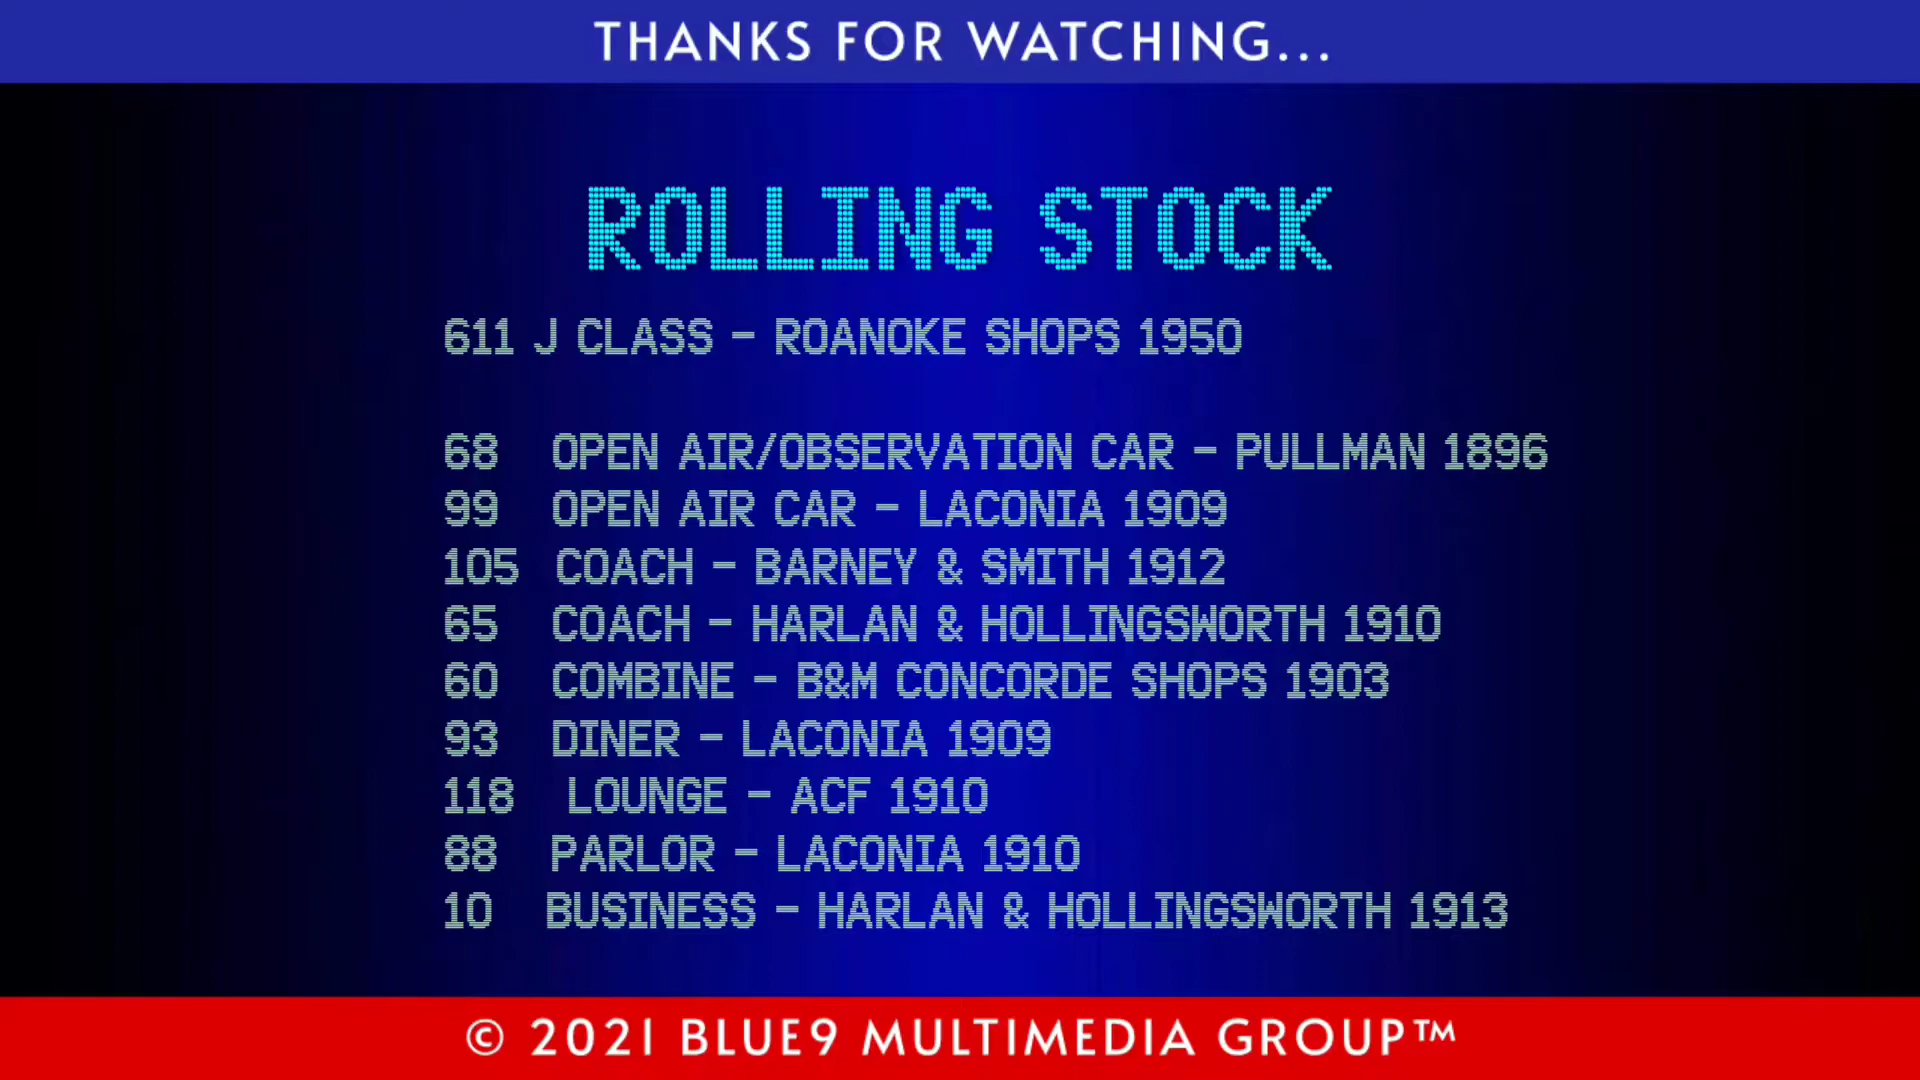 THANKS FOR WATCHING...
ROLLING STOCK
611 J CLASS - ROANOKE SHOPS 1950
68 OPEN AIR/OBSERVATION CAR - PULLMAN 1896
99 OPEN AIR CAR - LACONIA 1909
105 COACH - BARNEY & SMITH 1912
65 COACH - HARLAN & HOLLINGSWORTH 1910
60 COMBINE - B&M CONCORDE SHOPS 1903
93 DINER - LACONIA 1909
118 LOUNGE - ACF 1910
88 PARLOR - LACONIA 1910
10 BUSINESS - HARLAN & HOLLINGSWORTH 1913
© 2021 BLUE9 MULTIMEDIA GROUP™